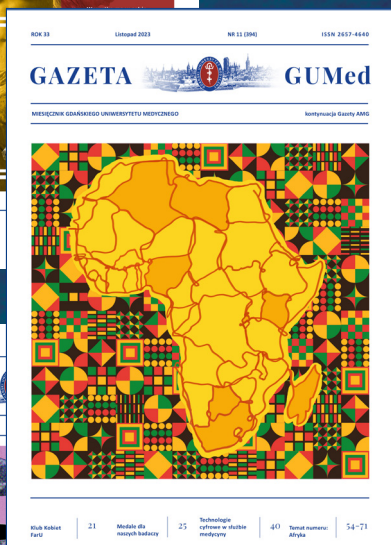 ROK 33 Listopad 2023 NR 11 (394) ISSN 2657-4640
GAZETA GUMed
MIESIĘCZNIK GDAŃSKIEGO UNIWERSYTETU MEDYCZNEGO kontynuacja Gazety AMG
Klub Kobiet
FarU
21
Medale dla
naszych badaczy
25
Technologie
cyfrowe w służbie
medycyny
40
Temat numeru:
Afryka
54–71